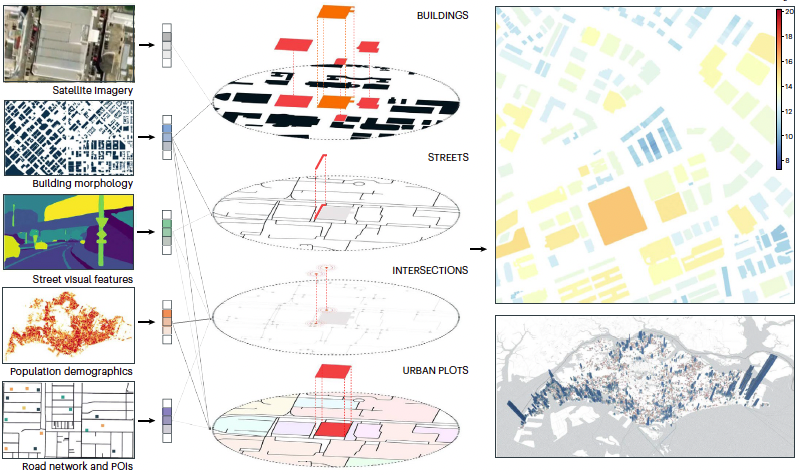 BUILDINGS
Satellite imagery
Building morphology
STREETS
Street visual features
INTERSECTIONS
Population demographics
URBAN PLOTS
Road network and POIs
20
18
16
14
12
10
8